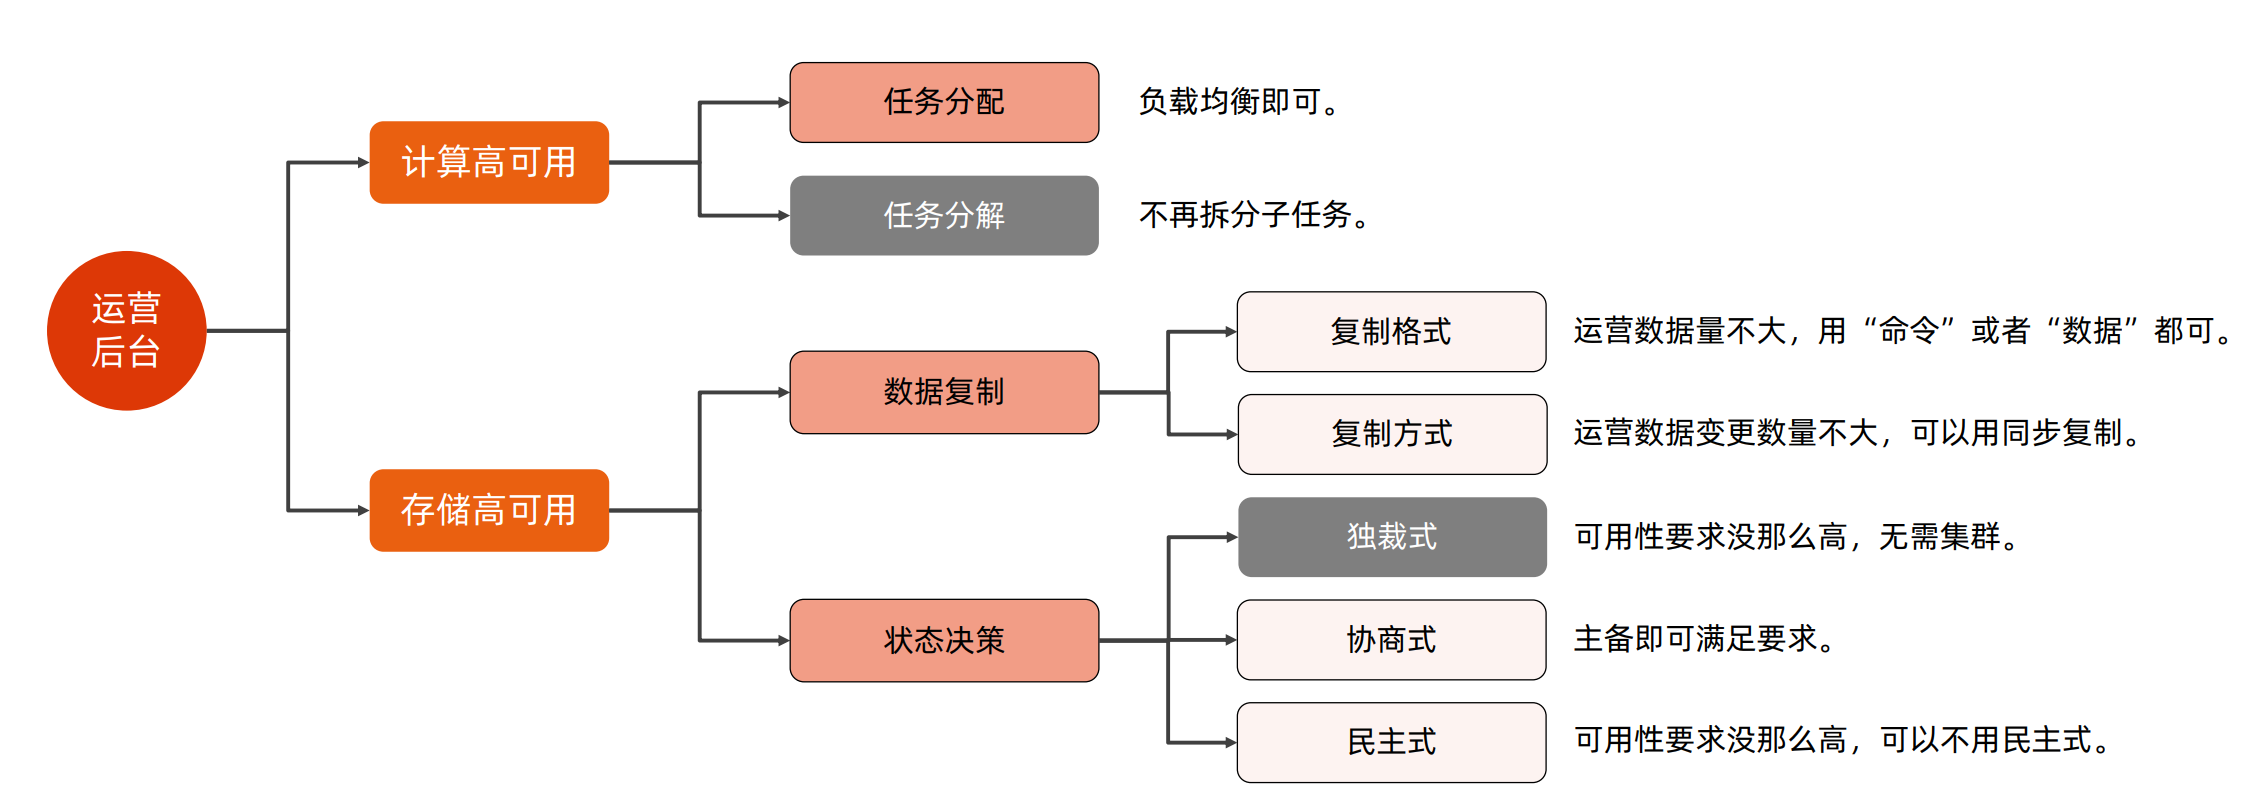 运营
后台
计算高可用
任务分配
负载均衡即可。
任务分解
不再拆分子任务。
存储高可用
数据复制
复制格式
运营数据量不大，用“命令”或者“数据”都可。
复制方式
运营数据变更数量不大，可以用同步复制。
状态决策
独裁式
可用性要求没那么高，无需集群。
协商式
主备即可满足要求。
民主式
可用性要求没那么高，可以不用民主式。